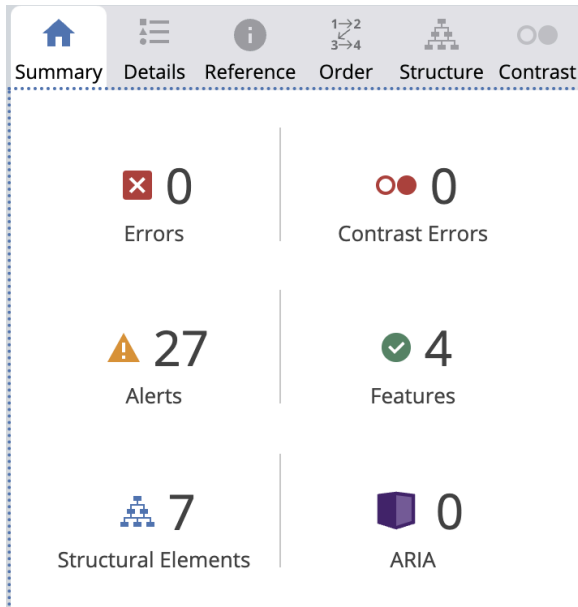 1→2
3→4
Summary Details Reference Order Structure Contrast
0 0
Errors Contrast Errors
27 4
Alerts Features
7 0
Structural Elements ARIA